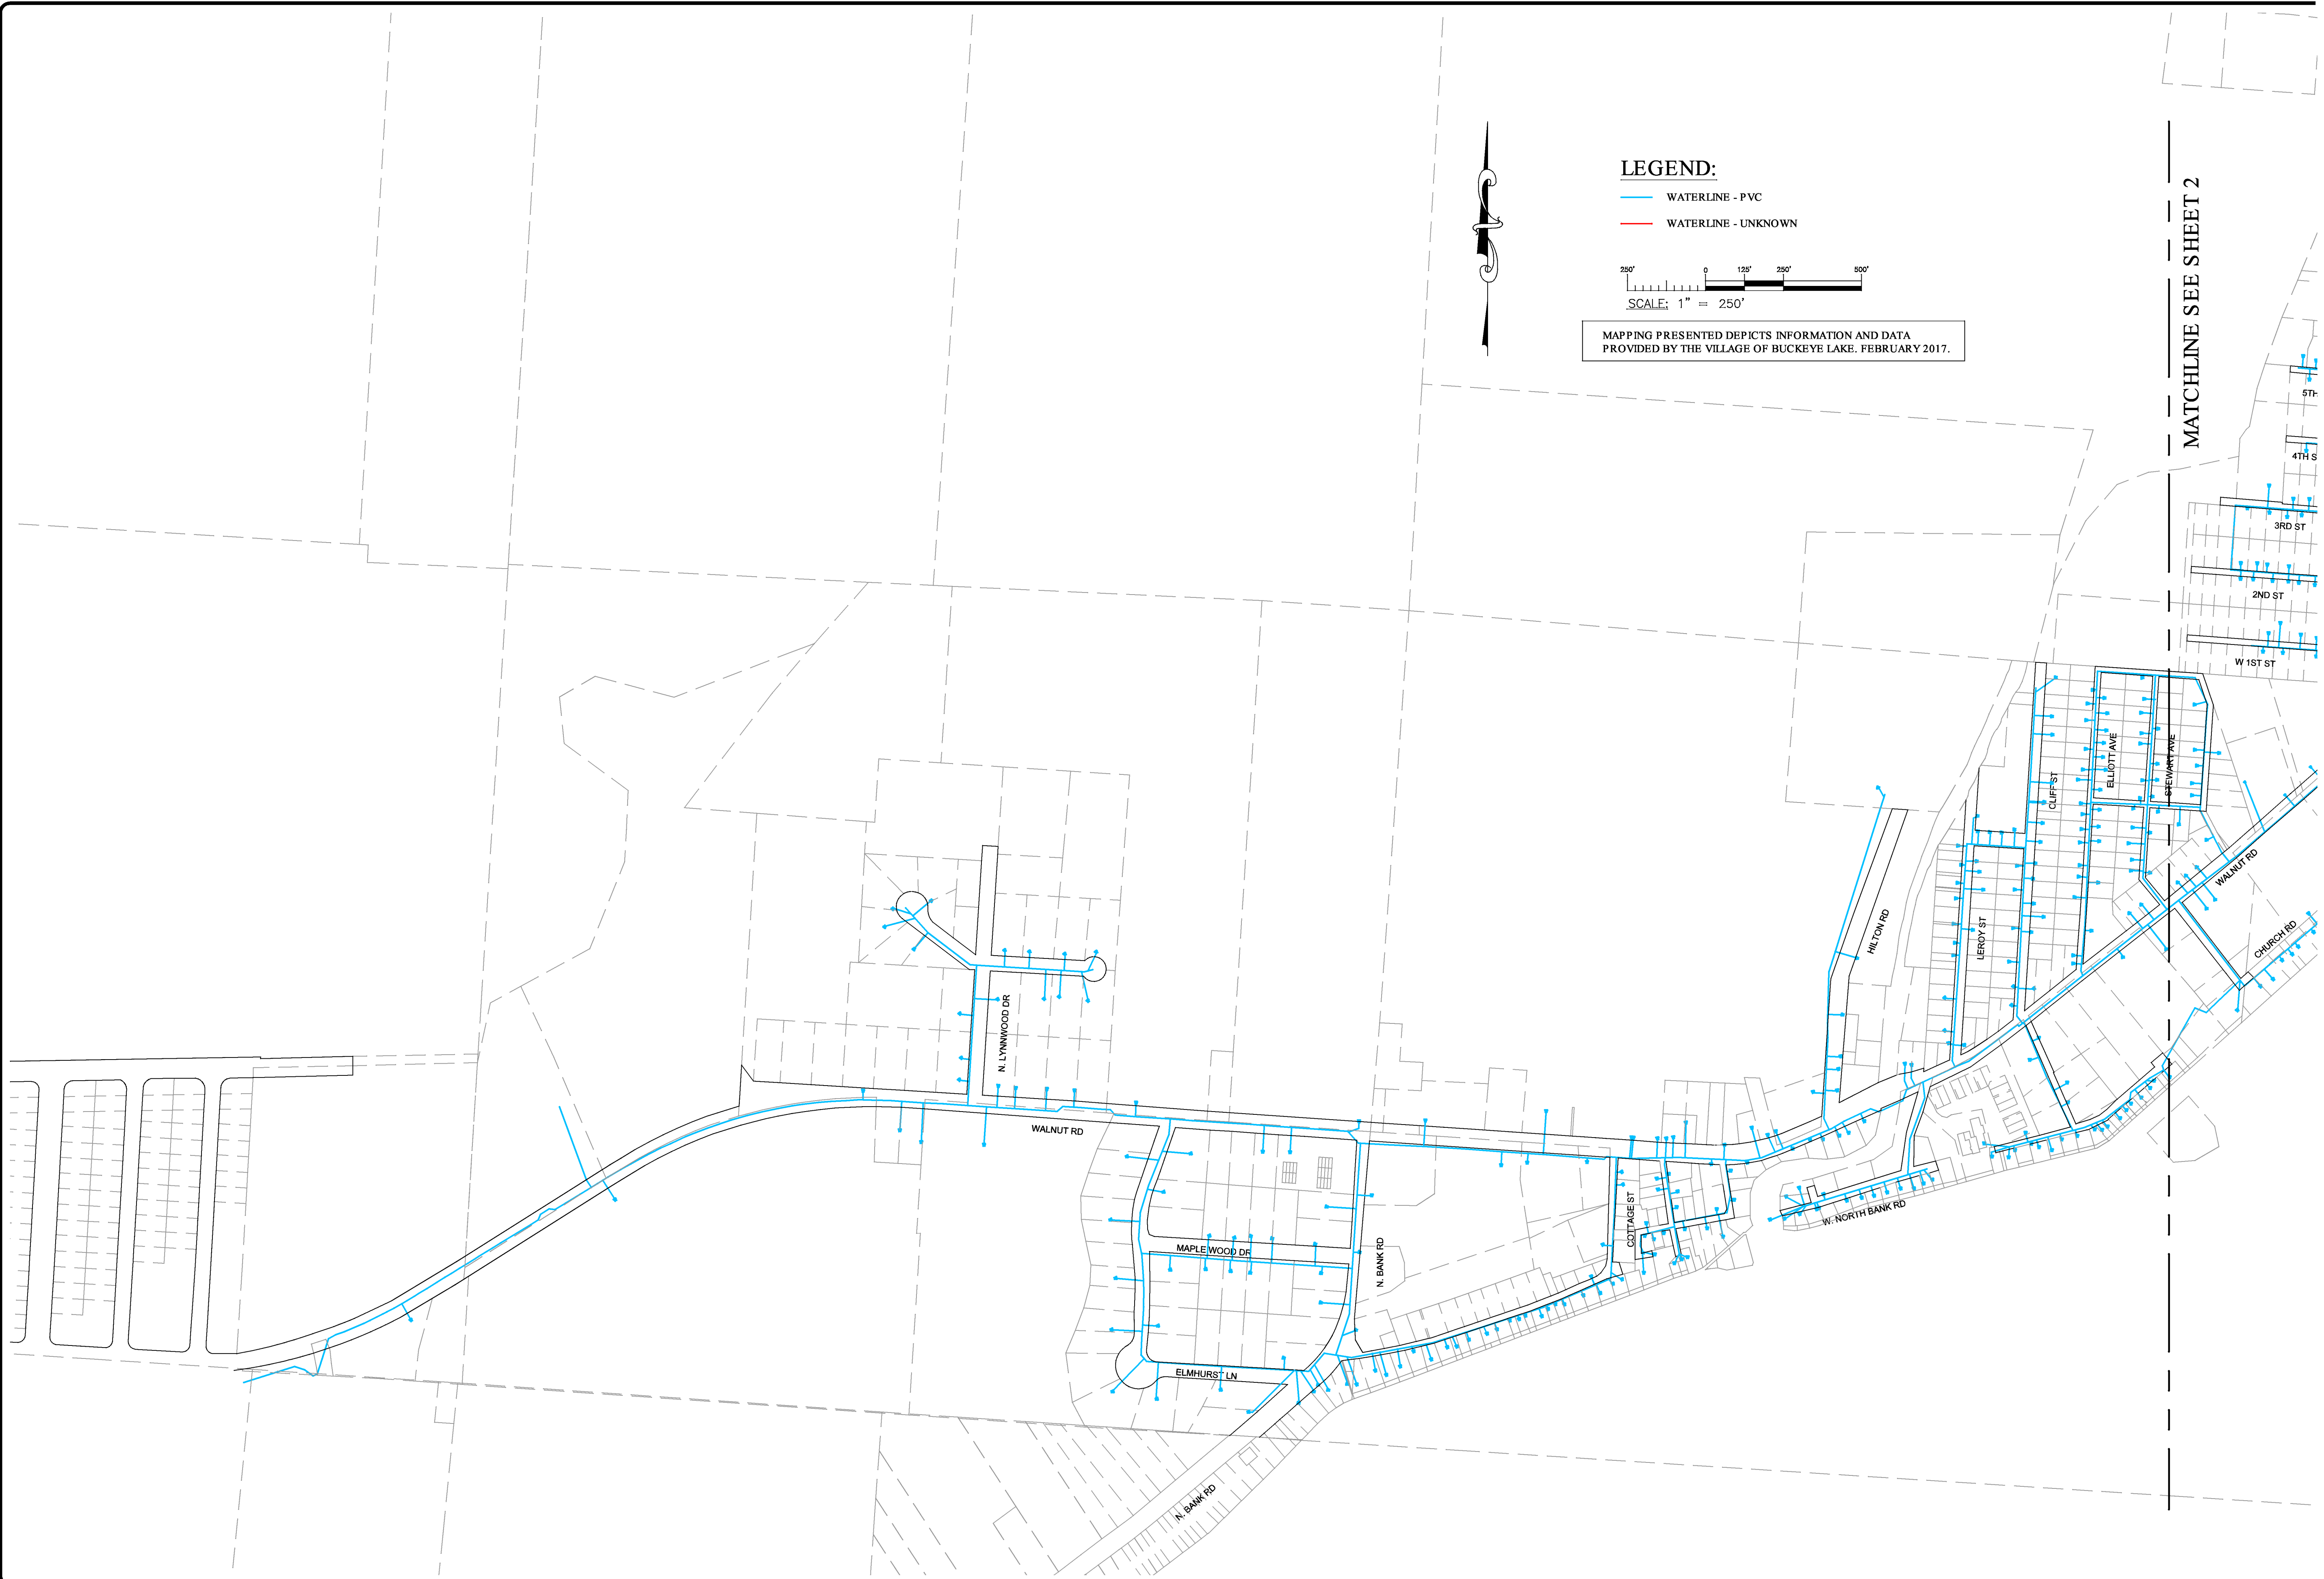 LEGEND:
WATERLINE - PVC
WATERLINE - UNKNOWN
250' 0 125' 250' 500'
SCALE: 1" = 250'
MAPPING PRESENTED DEPICTS INFORMATION AND DATA
PROVIDED BY THE VILLAGE OF BUCKEYE LAKE. FEBRUARY 2017.
MATCHLINE SEE SHEET 2
5TH
4TH S
3RD ST
2ND ST
W 1ST ST
CLIFF ST
ELLIOTT AVE
STEWART AVE
WALNUT RD
CHURCH RD
HILTON RD
LEROY ST
N. LYNNWOOD DR
WALNUT RD
MAPLE WOOD DR
N. BANK RD
COTTAGE ST
W. NORTH BANK RD
ELMHURST LN
N. BANK RD